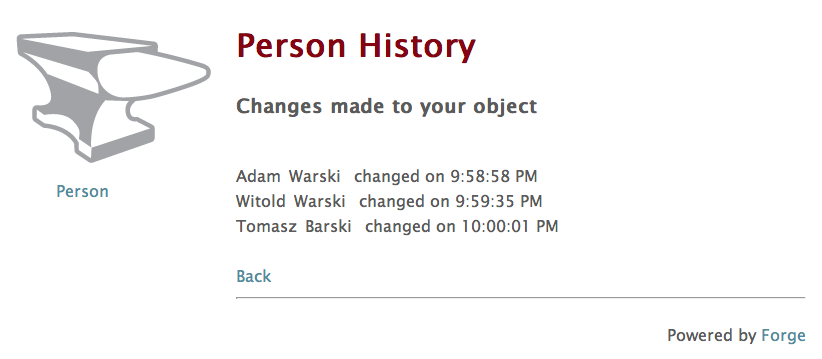 Person History
Changes made to your object
Person
Adam Warski changed on 9:58:58 PM
Witold Warski changed on 9:59:35 PM
Tomasz Barski changed on 10:00:01 PM
Back
Powered by Forge